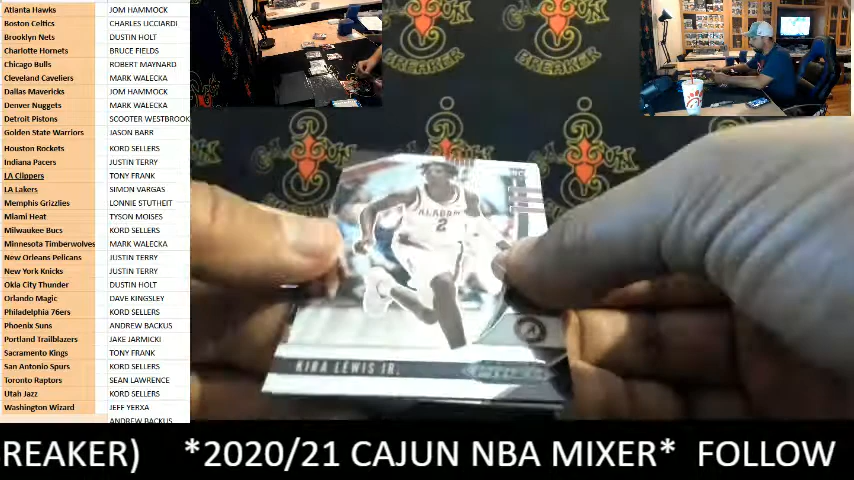 Atlanta Hawks JOM HAMMOCK
Boston Celtics CHARLES UCCIARDI
Brooklyn Nets DUSTIN HOLT
Charlotte Hornets BRUCE FIELDS
Chicago Bulls ROBERT MAYNARD
Cleveland Caveliers MARK WALECKA
Dallas Mavericks JOM HAMMOCK
Denver Nuggets MARK WALECKA
Detroit Pistons SCOOTER WESTBROOK
Golden State Warriors JASON BARR
Houston Rockets KORD SELLERS
Indiana Pacers JUSTIN TERRY
LA Clippers TONY FRANK
LA Lakers SIMON VARGAS
Memphis Grizzlies LONNIE STUTHEIT
Miami Heat TYSON MOISES
Milwaukee Bucs KORD SELLERS
Minnesota Timberwolves MARK WALECKA
New Orleans Pelicans JUSTIN TERRY
New York Knicks JUSTIN TERRY
Okla City Thunder DUSTIN HOLT
Orlando Magic DAVE KINGSLEY
Philadelphia 76ers KORD SELLERS
Phoenix Suns ANDREW BACKUS
Portland Trailblazers JAKE JARMICKI
Sacramento Kings TONY FRANK
San Antonio Spurs KORD SELLERS
Toronto Raptors SEAN LAWRENCE
Utah Jazz KORD SELLERS
Washington Wizard JEFF YERXA
ANDREW BACKUS
CAJUN
BREAKER
CAJUN
BREAKER
ALABAMA
2
KIRA LEWIS JR.
REAKER) *2020/21 CAJUN NBA MIXER* FOLLOW